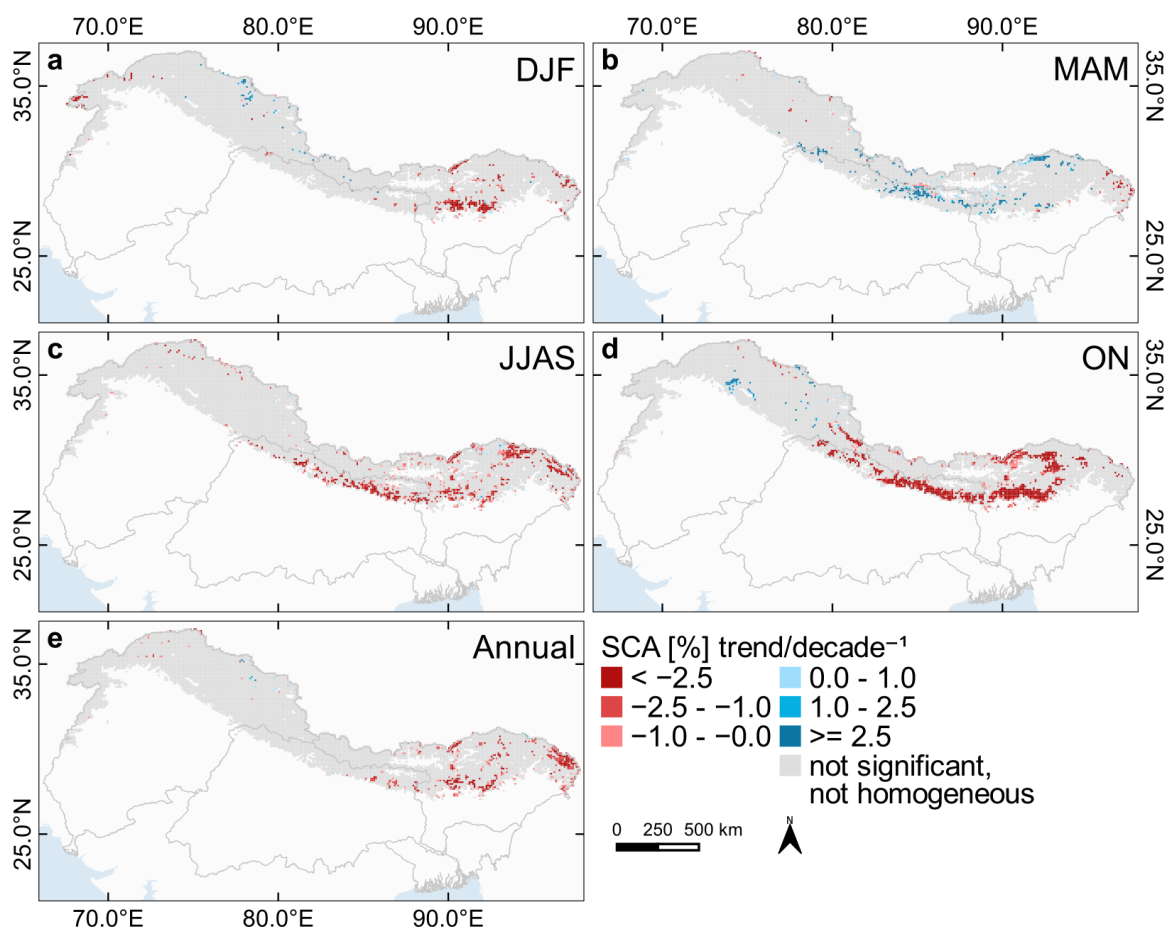 70.0°E 80.0°E 90.0°E 70.0°E 80.0°E 90.0°E
a DJF
b MAM
35.0°N
25.0°N
35.0°N
25.0°N
c JJAS
d ON
35.0°N
25.0°N
35.0°N
25.0°N
e Annual
35.0°N
25.0°N
70.0°E 80.0°E 90.0°E
SCA [%] trend/decade⁻¹
< −2.5 0.0 - 1.0
−2.5 - −1.0 1.0 - 2.5
−1.0 - −0.0 >= 2.5
not significant,
not homogeneous
0 250 500 km
N